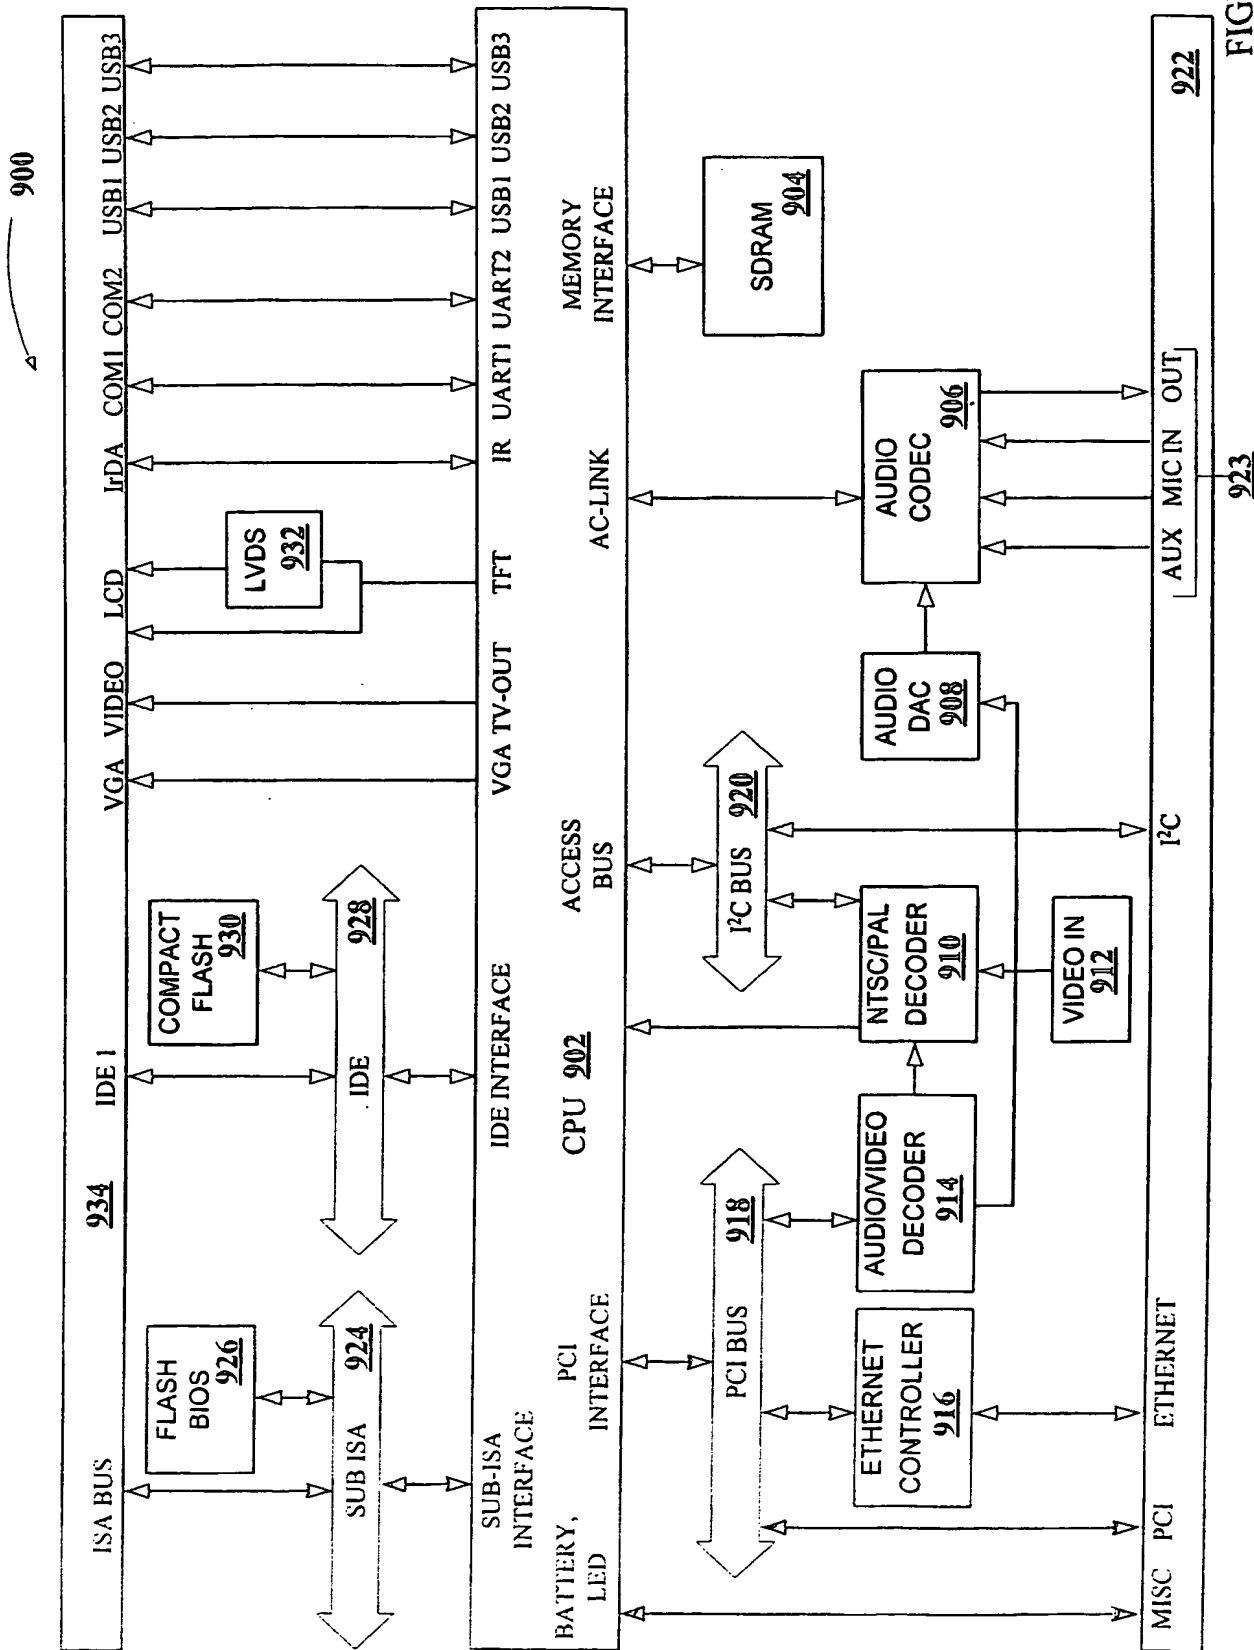 900
934
ISA BUS
IDE 1
VGA VIDEO LCD IrDA COM1 COM2 USB1 USB2 USB3
FLASH
BIOS
926
COMPACT
FLASH
930
LVDS
932
SUB ISA 924
IDE 928
SUB-ISA
INTERFACE
IDE INTERFACE
VGA TV-OUT TFT IR UART1 UART2 USB1 USB2 USB3
CPU 902
BATTERY,
LED
PCI
INTERFACE
ACCESS
BUS
AC-LINK
MEMORY
INTERFACE
PCI BUS 918
I²C BUS 920
SDRAM
904
ETHERNET
CONTROLLER
916
AUDIO/VIDEO
DECODER
914
NTSC/PAL
DECODER
910
AUDIO
DAC
908
AUDIO
CODEC
906
VIDEO IN
912
MISC PCI ETHERNET I²C AUX MIC IN OUT
922
923
FIG